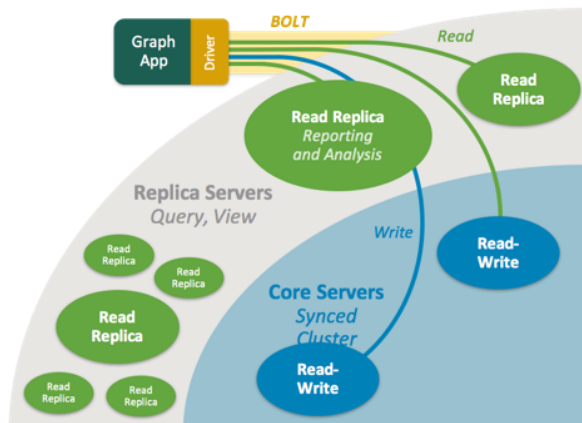 BOLT
Graph
App
Driver
Read
Read
Replica
Read Replica
Reporting
and Analysis
Replica Servers
Query, View
Write
Read-
Write
Read
Replica
Read
Replica
Read
Replica
Core Servers
Synced
Cluster
Read-
Write
Read
Replica
Read
Replica